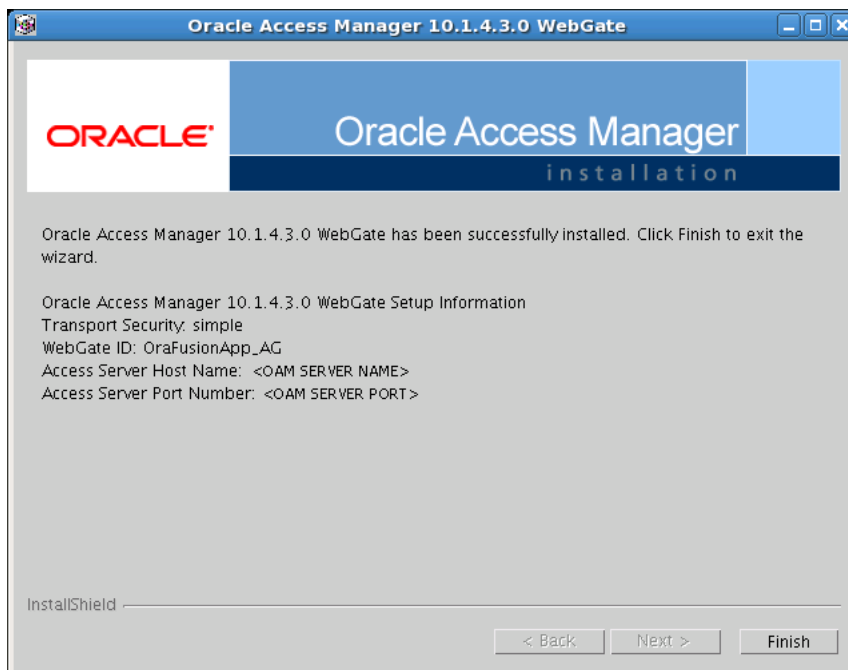 Oracle Access Manager 10.1.4.3.0 WebGate
ORACLE®
Oracle Access Manager
installation
Oracle Access Manager 10.1.4.3.0 WebGate has been successfully installed. Click Finish to exit the
wizard.
Oracle Access Manager 10.1.4.3.0 WebGate Setup Information
Transport Security: simple
WebGate ID: OraFusionApp_AG
Access Server Host Name: <OAM SERVER NAME>
Access Server Port Number: <OAM SERVER PORT>
InstallShield
< Back Next > Finish